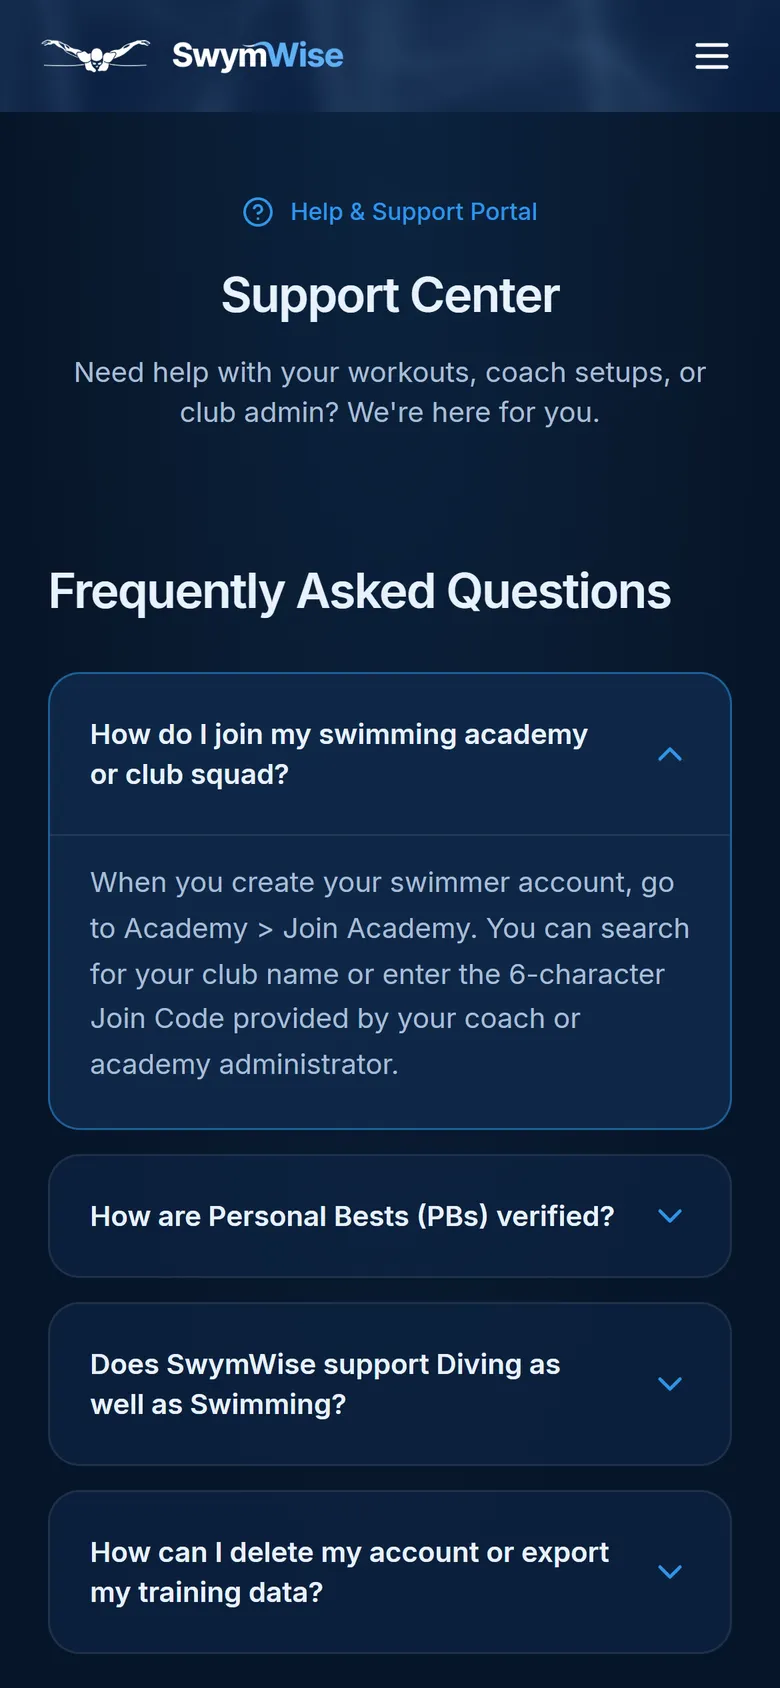 SwymWise
Help & Support Portal
Support Center
Need help with your workouts, coach setups, or
club admin? We're here for you.
Frequently Asked Questions
How do I join my swimming academy
or club squad?
When you create your swimmer account, go
to Academy > Join Academy. You can search
for your club name or enter the 6-character
Join Code provided by your coach or
academy administrator.
How are Personal Bests (PBs) verified?
Does SwymWise support Diving as
well as Swimming?
How can I delete my account or export
my training data?